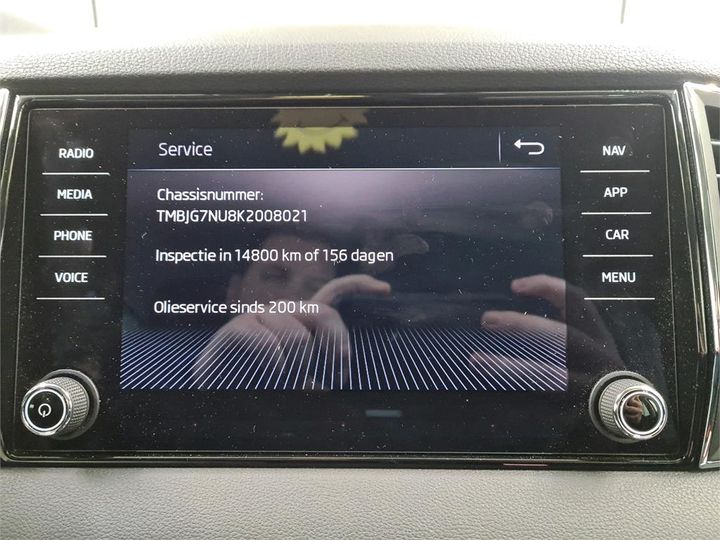 Service
RADIO
MEDIA
PHONE
VOICE
Chassisnummer:
TMBJG7NU8K2008021
Inspectie in 14800 km of 156 dagen
Olieservice sinds 200 km
NAV
APP
CAR
MENU